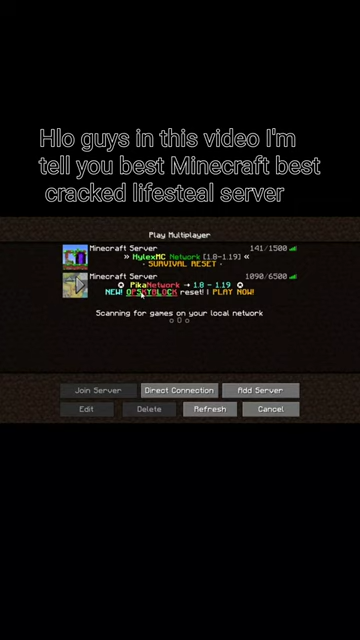 Hlo guys in this video I'm
tell you best Minecraft best
cracked lifesteal server
Play Multiplayer
Minecraft Server 141/1500
» HylexMC Network [1.8-1.19] «
- SURVIVAL RESET -
Minecraft Server 1090/6500
PikaNetwork → 1.8 - 1.19
NEW! OPSKYBLOCK reset! | PLAY NOW!
Scanning for games on your local network
o O o
Join Server Direct Connection Add Server
Edit Delete Refresh Cancel